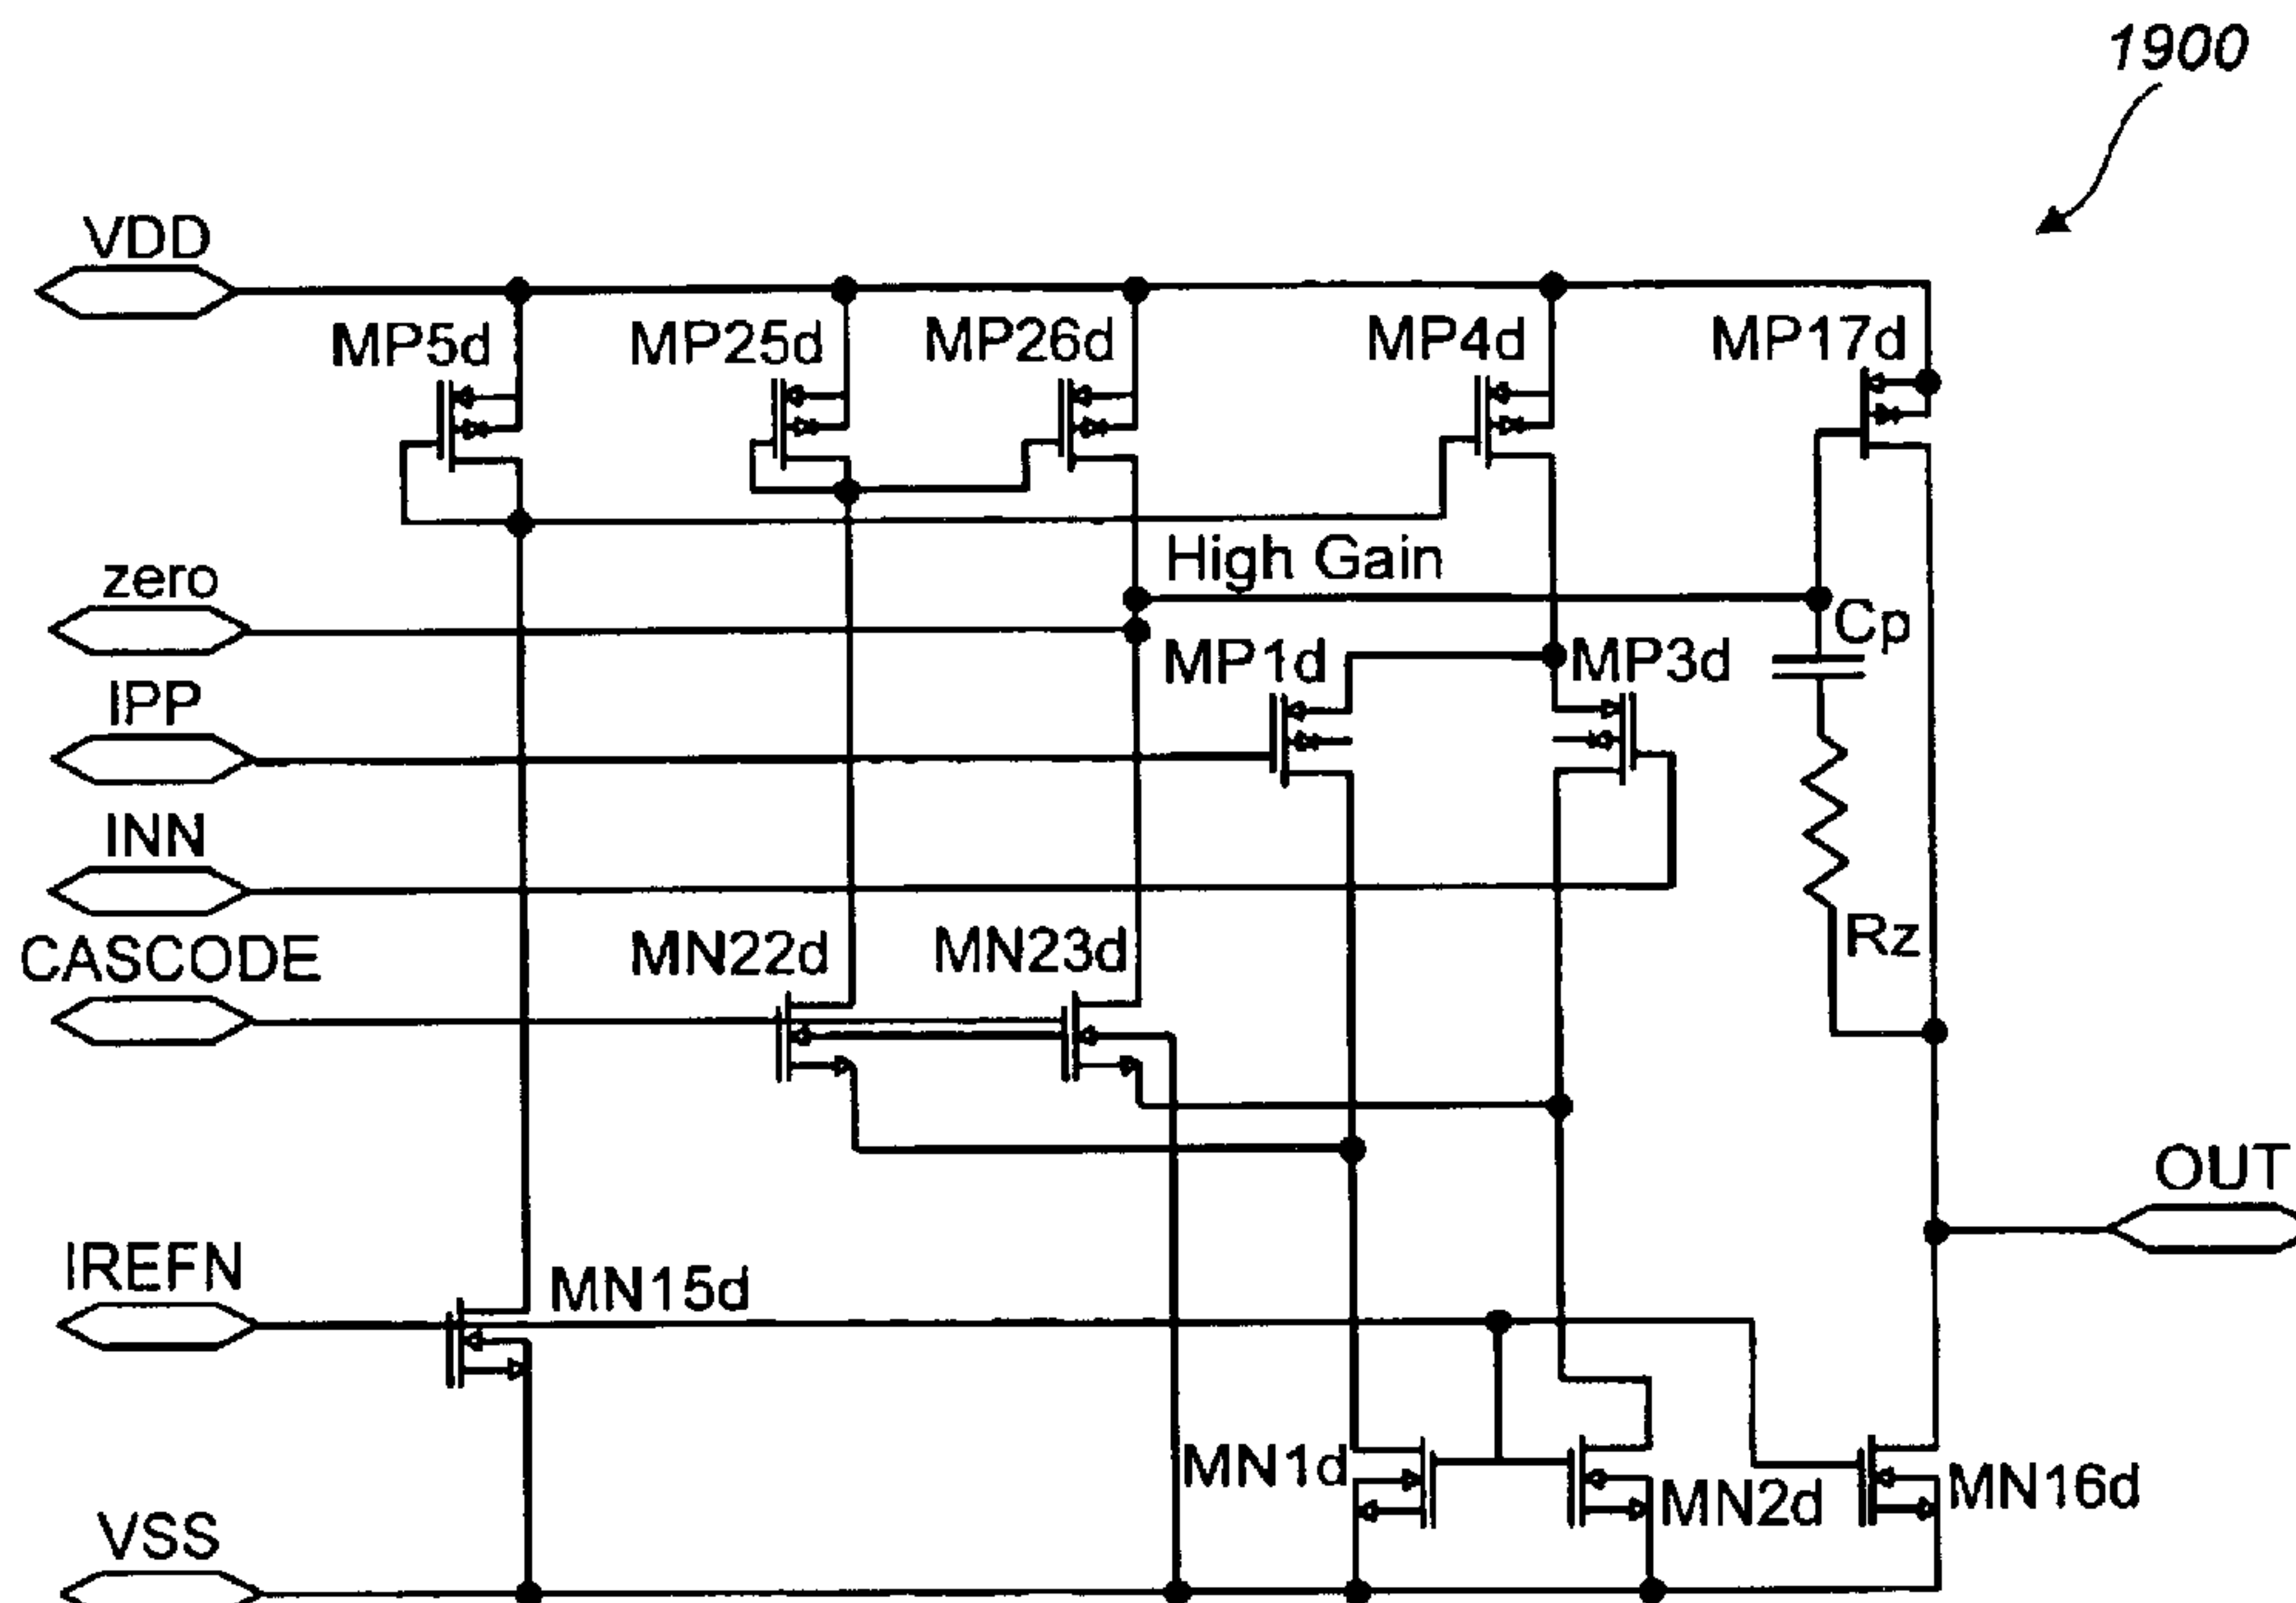 1900
VDD
MP5d
MP25d
MP26d
MP4d
MP17d
zero
High Gain
Cp
MP1d
MP3d
IPP
INN
CASCODE
MN22d
MN23d
Rz
OUT
IREFN
MN15d
MN1d
MN2d
MN16d
VSS